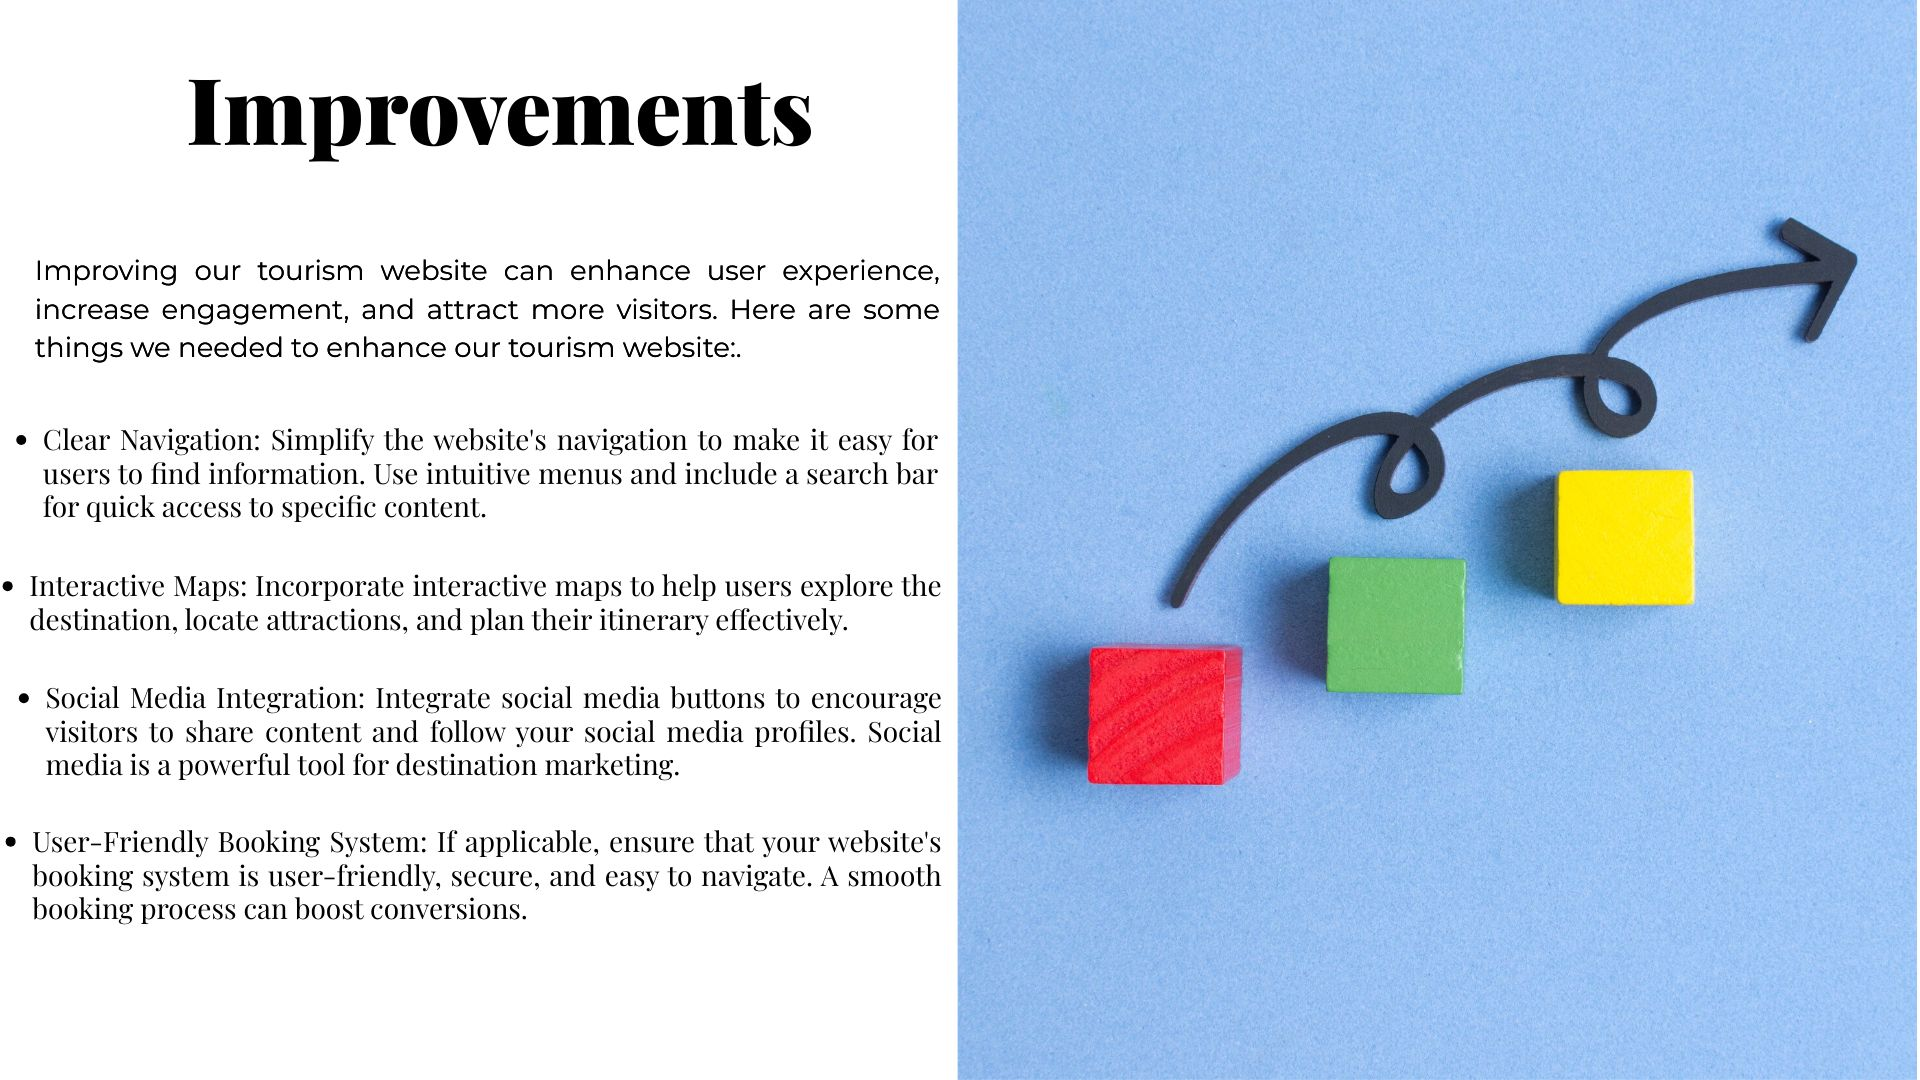 Improvements
Improving our tourism website can enhance user experience,
increase engagement, and attract more visitors. Here are some
things we needed to enhance our tourism website:.
• Clear Navigation: Simplify the website's navigation to make it easy for
users to find information. Use intuitive menus and include a search bar
for quick access to specific content.
• Interactive Maps: Incorporate interactive maps to help users explore the
destination, locate attractions, and plan their itinerary effectively.
• Social Media Integration: Integrate social media buttons to encourage
visitors to share content and follow your social media profiles. Social
media is a powerful tool for destination marketing.
• User-Friendly Booking System: If applicable, ensure that your website's
booking system is user-friendly, secure, and easy to navigate. A smooth
booking process can boost conversions.